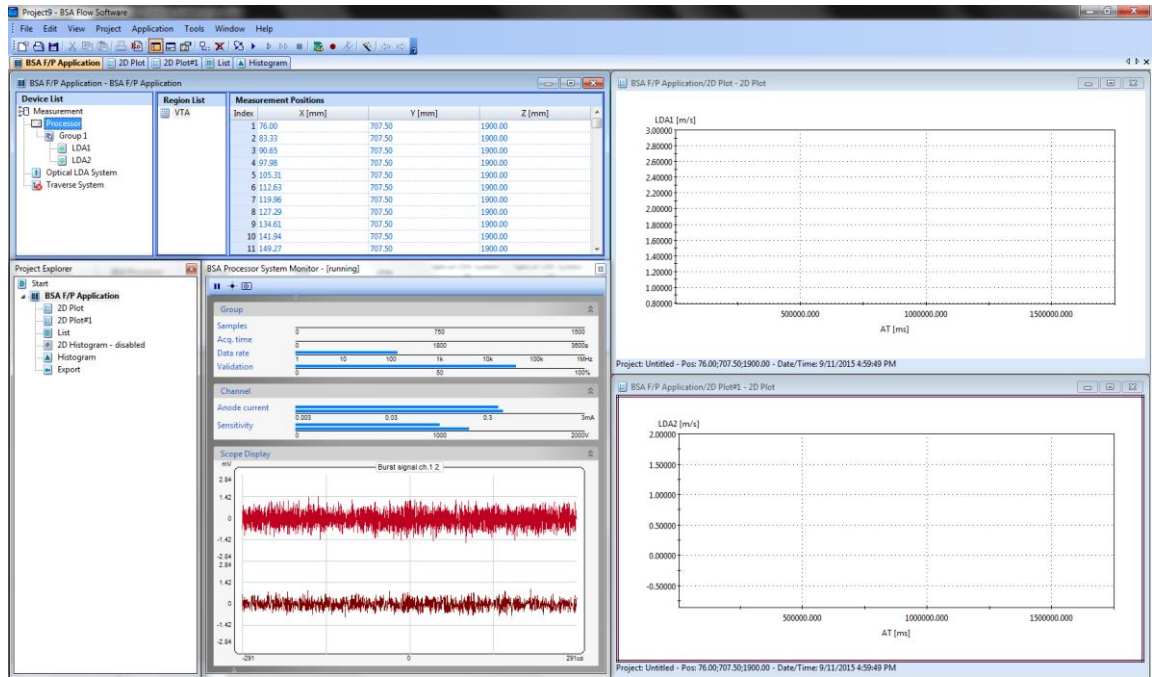 Project9 - BSA Flow Software
File Edit View Project Application Tools Window Help
BSA F/P Application 2D Plot 2D Plot#1 List Histogram
BSA F/P Application - BSA F/P Application
Device List
Measurement
Processor
Group 1
LDA1
LDA2
Optical LDA System
Traverse System
Region List
VTA
Measurement Positions
Index X [mm] Y [mm] Z [mm]
1 76.00 707.50 1900.00
2 83.33 707.50 1900.00
3 90.65 707.50 1900.00
4 97.98 707.50 1900.00
5 105.31 707.50 1900.00
6 112.63 707.50 1900.00
7 119.96 707.50 1900.00
8 127.29 707.50 1900.00
9 134.61 707.50 1900.00
10 141.94 707.50 1900.00
11 149.27 707.50 1900.00
Project Explorer
Start
BSA F/P Application
2D Plot
2D Plot#1
List
2D Histogram - disabled
Histogram
Export
BSA Processor System Monitor - [running]
Group
Samples
0 750 1500
Acq. time
0 1800 3600s
Data rate
1 10 100 1k 10k 100k 1MHz
Validation
0 50 100%
Channel
Anode current
0.003 0.03 0.3 3mA
Sensitivity
0 1000 2000V
Scope Display
mV
Burst signal ch.1 2
2.84
1.42
0
-1.42
-2.84
2.84
1.42
0
-1.42
-2.84
-291 0 291us
BSA F/P Application/2D Plot - 2D Plot
LDA1 [m/s]
3.00000
2.80000
2.60000
2.40000
2.20000
2.00000
1.80000
1.60000
1.40000
1.20000
1.00000
0.80000
500000.000 1000000.000 1500000.000
AT [ms]
Project: Untitled - Pos: 76.00;707.50;1900.00 - Date/Time: 9/11/2015 4:59:49 PM
BSA F/P Application/2D Plot#1 - 2D Plot
LDA2 [m/s]
2.00000
1.50000
1.00000
0.50000
0.00000
-0.50000
500000.000 1000000.000 1500000.000
AT [ms]
Project: Untitled - Pos: 76.00;707.50;1900.00 - Date/Time: 9/11/2015 4:59:49 PM